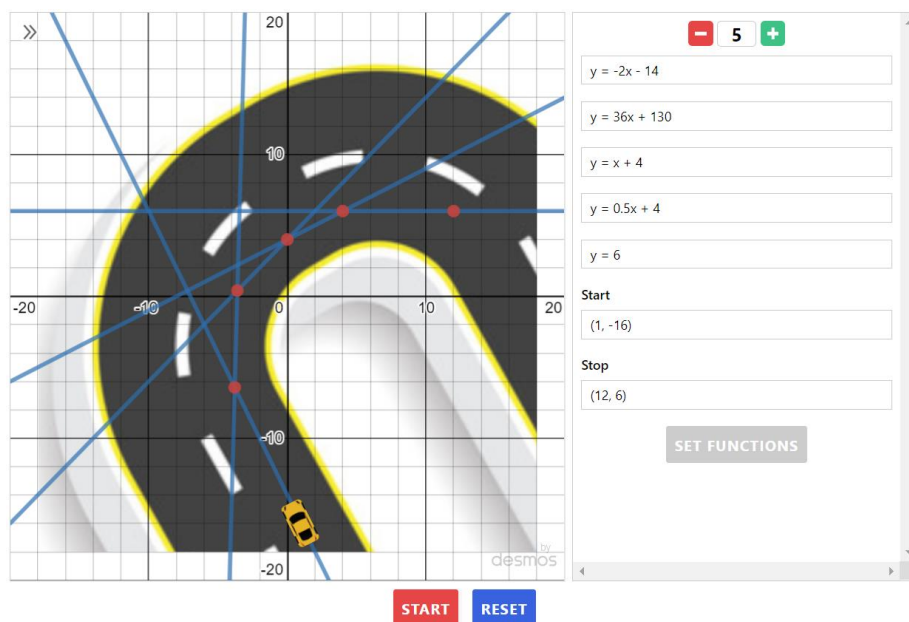 »
20
10
-20
-10
0
10
20
-10
-20
by
desmos
5
y = -2x - 14
y = 36x + 130
y = x + 4
y = 0.5x + 4
y = 6
Start
(1, -16)
Stop
(12, 6)
SET FUNCTIONS
START RESET